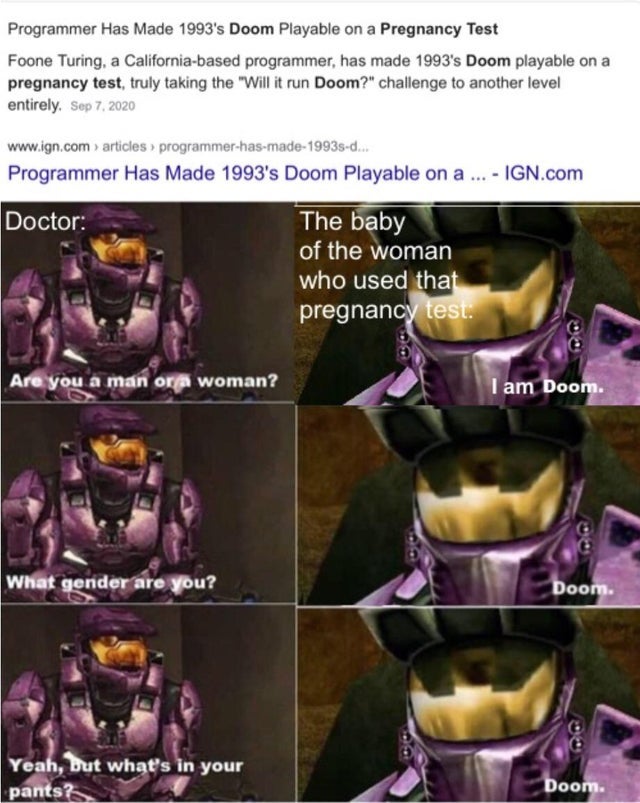 Programmer Has Made 1993's Doom Playable on a Pregnancy Test
Foone Turing, a California-based programmer, has made 1993's Doom playable on a
pregnancy test, truly taking the "Will it run Doom?" challenge to another level
entirely. Sep 7, 2020
www.ign.com › articles › programmer-has-made-1993s-d...
Programmer Has Made 1993's Doom Playable on a ... - IGN.com
Doctor:
Are you a man or a woman?
The baby
of the woman
who used that
pregnancy test:
I am Doom.
What gender are you?
Doom.
Yeah, but what's in your
pants?
Doom.